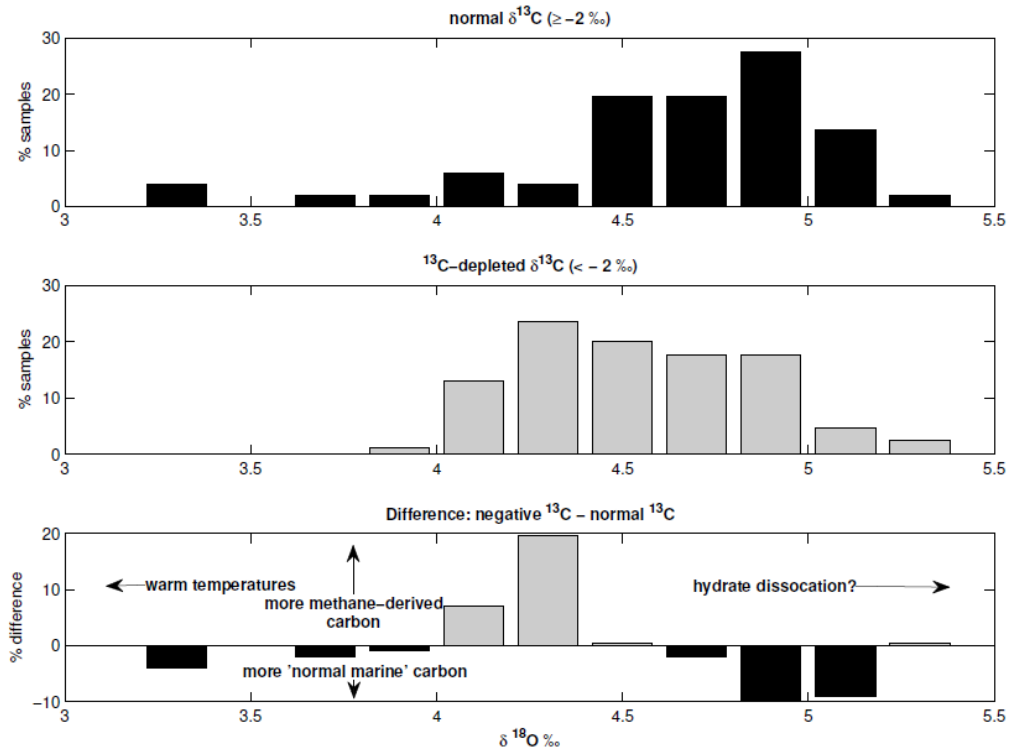 normal δ¹³C (≥ −2 ‰)
30
20
10
0
% samples
3 3.5 4 4.5 5 5.5
¹³C−depleted δ¹³C (< − 2 ‰)
30
20
10
0
% samples
3 3.5 4 4.5 5 5.5
Difference: negative ¹³C − normal ¹³C
20
10
0
−10
% difference
warm temperatures
more methane−derived
carbon
hydrate dissocation?
more 'normal marine' carbon
3 3.5 4 4.5 5 5.5
δ ¹⁸O ‰